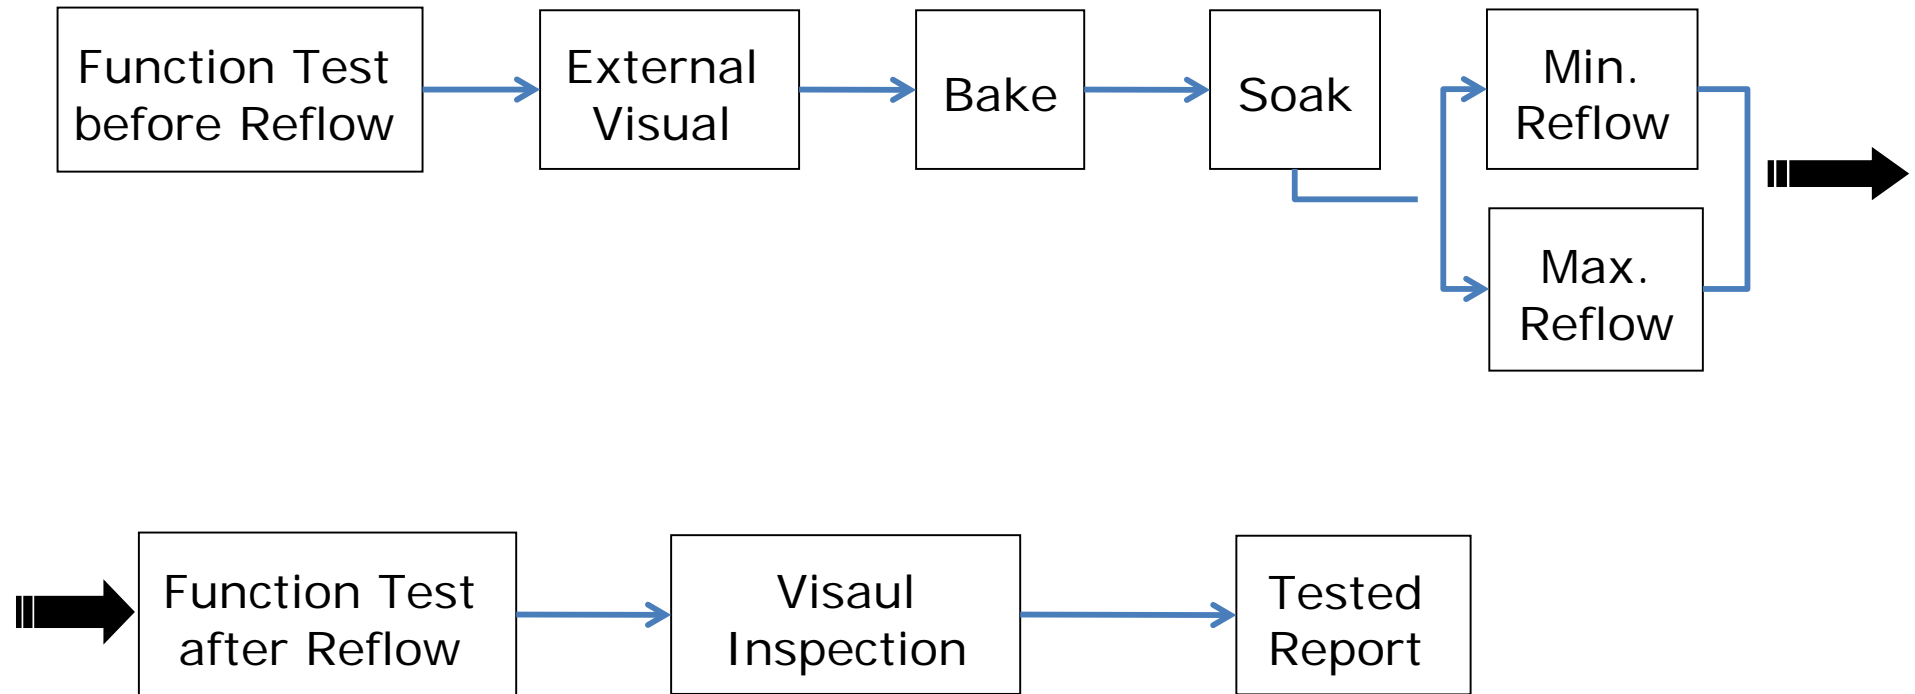 Function Test
before Reflow
External
Visual
Bake
Soak
Min.
Reflow
Max.
Reflow
Function Test
after Reflow
Visaul
Inspection
Tested
Report